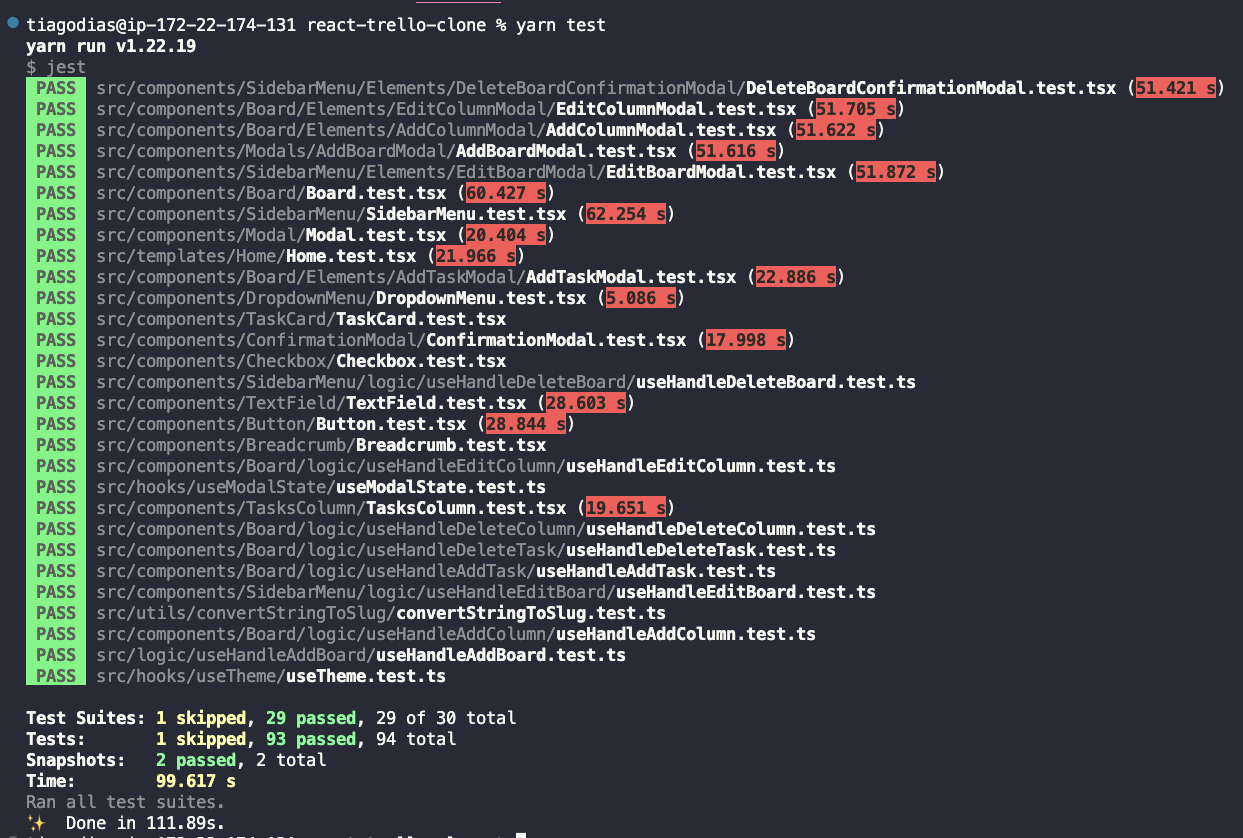 tiagodias@ip-172-22-174-131 react-trello-clone % yarn test
yarn run v1.22.19
$ jest
PASS src/components/SidebarMenu/Elements/DeleteBoardConfirmationModal/DeleteBoardConfirmationModal.test.tsx (51.421 s)
PASS src/components/Board/Elements/EditColumnModal/EditColumnModal.test.tsx (51.705 s)
PASS src/components/Board/Elements/AddColumnModal/AddColumnModal.test.tsx (51.622 s)
PASS src/components/Modals/AddBoardModal/AddBoardModal.test.tsx (51.616 s)
PASS src/components/SidebarMenu/Elements/EditBoardModal/EditBoardModal.test.tsx (51.872 s)
PASS src/components/Board/Board.test.tsx (60.427 s)
PASS src/components/SidebarMenu/SidebarMenu.test.tsx (62.254 s)
PASS src/components/Modal/Modal.test.tsx (20.404 s)
PASS src/templates/Home/Home.test.tsx (21.966 s)
PASS src/components/Board/Elements/AddTaskModal/AddTaskModal.test.tsx (22.886 s)
PASS src/components/DropdownMenu/DropdownMenu.test.tsx (5.086 s)
PASS src/components/TaskCard/TaskCard.test.tsx
PASS src/components/ConfirmationModal/ConfirmationModal.test.tsx (17.998 s)
PASS src/components/Checkbox/Checkbox.test.tsx
PASS src/components/SidebarMenu/logic/useHandleDeleteBoard/useHandleDeleteBoard.test.ts
PASS src/components/TextField/TextField.test.tsx (28.603 s)
PASS src/components/Button/Button.test.tsx (28.844 s)
PASS src/components/Breadcrumb/Breadcrumb.test.tsx
PASS src/components/Board/logic/useHandleEditColumn/useHandleEditColumn.test.ts
PASS src/hooks/useModalState/useModalState.test.ts
PASS src/components/TasksColumn/TasksColumn.test.tsx (19.651 s)
PASS src/components/Board/logic/useHandleDeleteColumn/useHandleDeleteColumn.test.ts
PASS src/components/Board/logic/useHandleDeleteTask/useHandleDeleteTask.test.ts
PASS src/components/Board/logic/useHandleAddTask/useHandleAddTask.test.ts
PASS src/components/SidebarMenu/logic/useHandleEditBoard/useHandleEditBoard.test.ts
PASS src/utils/convertStringToSlug/convertStringToSlug.test.ts
PASS src/components/Board/logic/useHandleAddColumn/useHandleAddColumn.test.ts
PASS src/logic/useHandleAddBoard/useHandleAddBoard.test.ts
PASS src/hooks/useTheme/useTheme.test.ts
Test Suites: 1 skipped, 29 passed, 29 of 30 total
Tests: 1 skipped, 93 passed, 94 total
Snapshots: 2 passed, 2 total
Time: 99.617 s
Ran all test suites.
✨ Done in 111.89s.